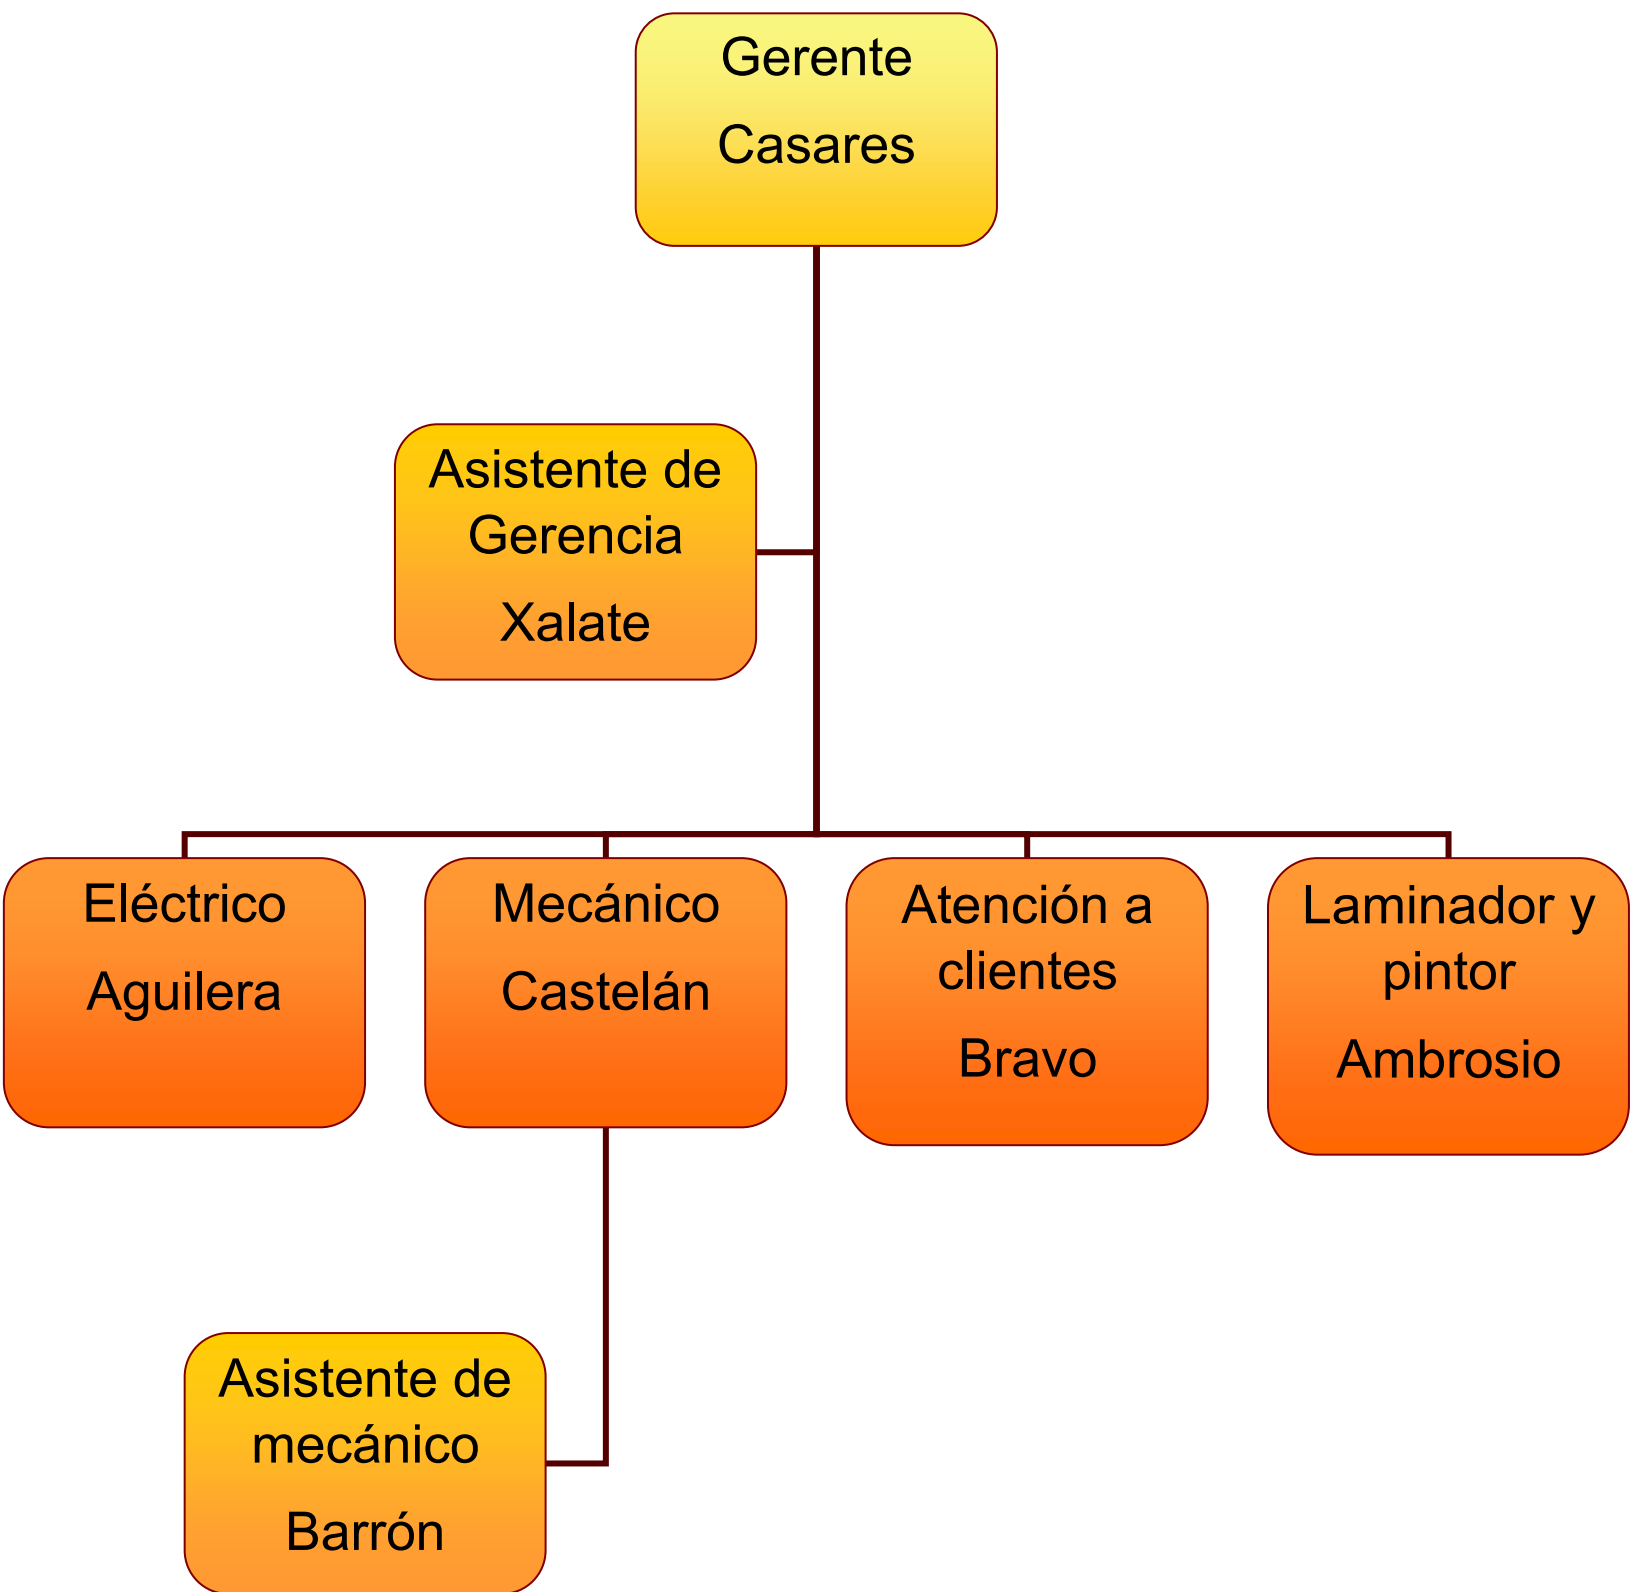 Gerente
Casares
Asistente de
Gerencia
Xalate
Eléctrico
Aguilera
Mecánico
Castelán
Atención a
clientes
Bravo
Laminador y
pintor
Ambrosio
Asistente de
mecánico
Barrón